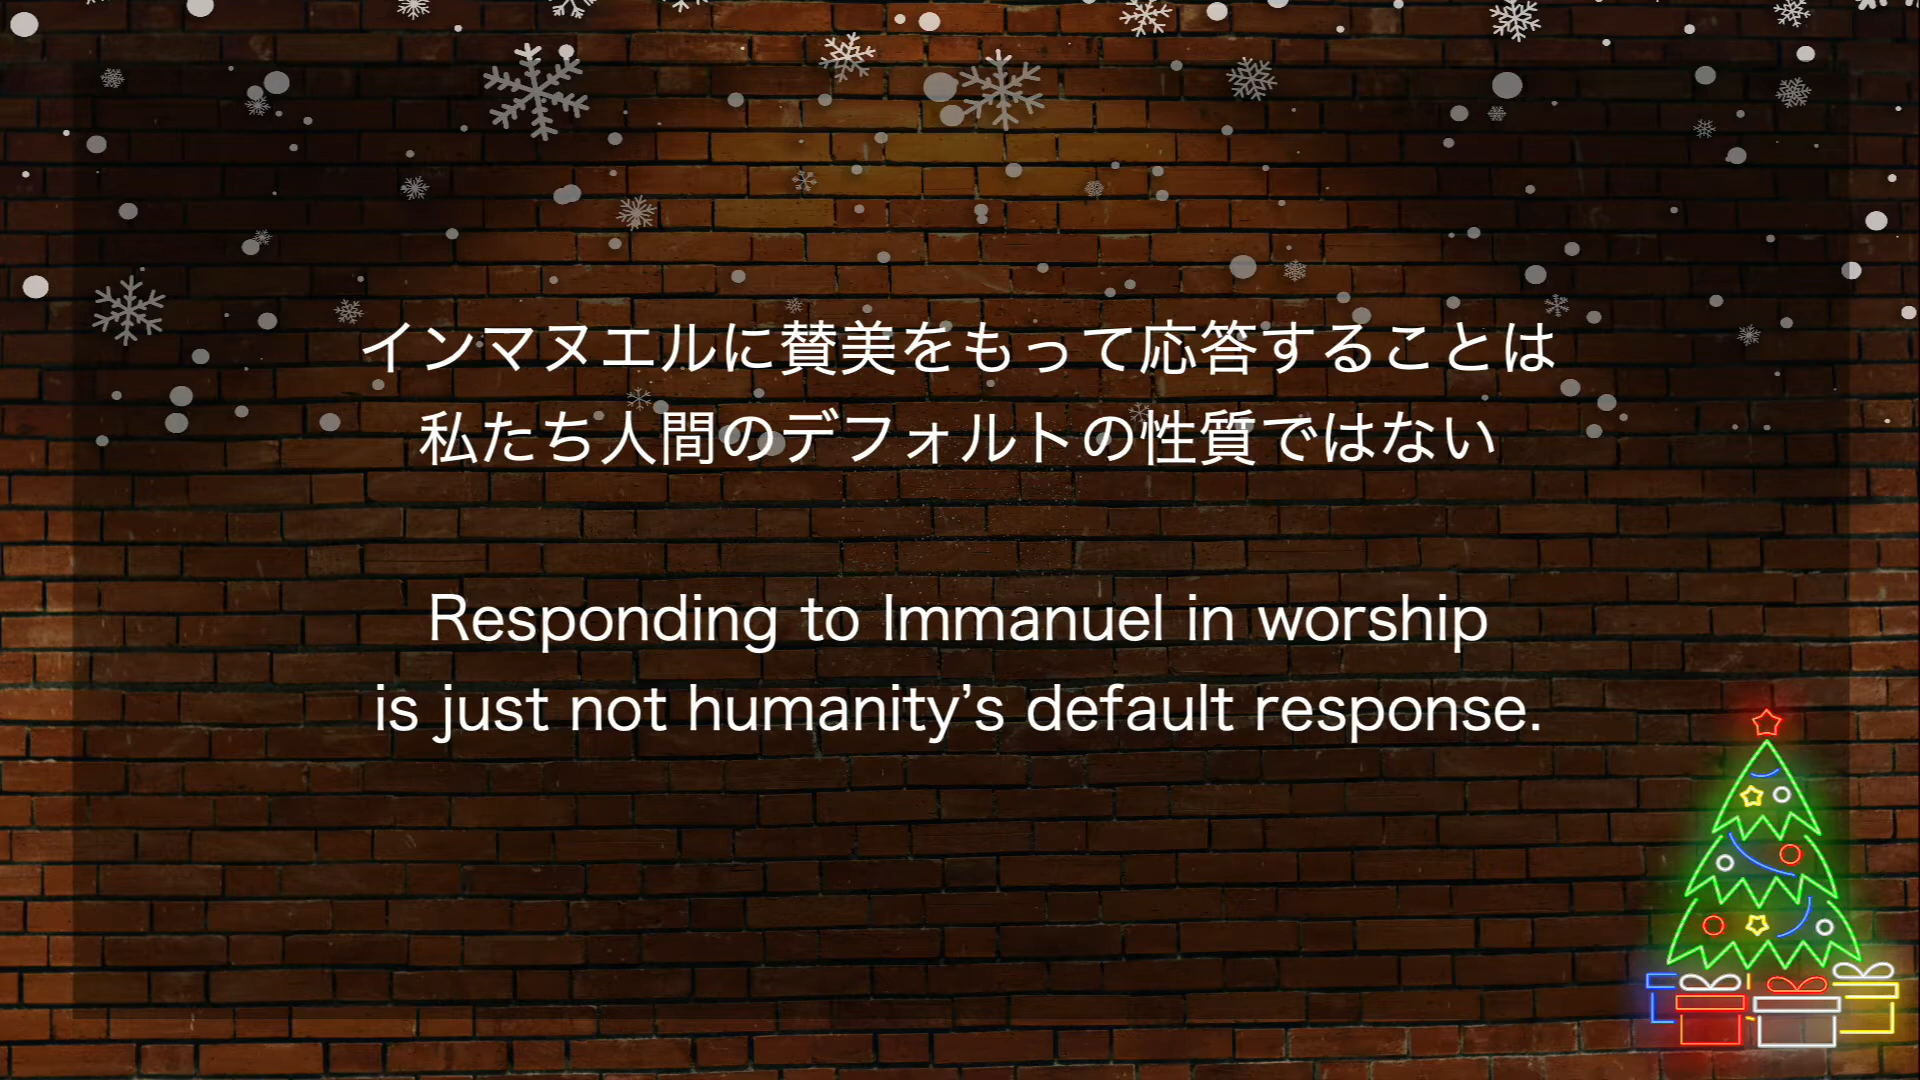 インマヌエルに賛美をもって応答することは
私たち人間のデフォルトの性質ではない
Responding to Immanuel in worship
is just not humanity’s default response.